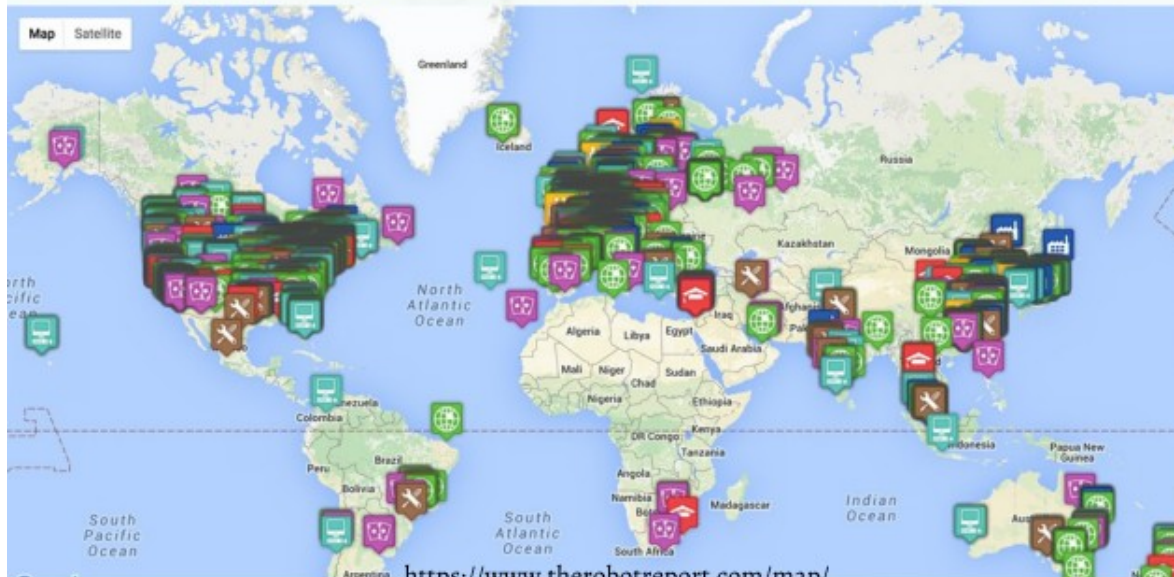 Map Satellite
Greenland
Iceland
Russia
Kazakhstan
Mongolia
North
Atlantic
Ocean
Algeria
Libya
Egypt
Iraq
Saudi Arabia
Mali
Niger
Chad
Sudan
Nigeria
Ethiopia
Colombia
DR Congo
Kenya
Tanzania
Papua New
Guinea
Peru
Brazil
Bolivia
Angola
Namibia
Madagascar
Indian
Ocean
South
Pacific
Ocean
South
Atlantic
Ocean
South Africa
Argentina
https://www.therobotreport.com/map/